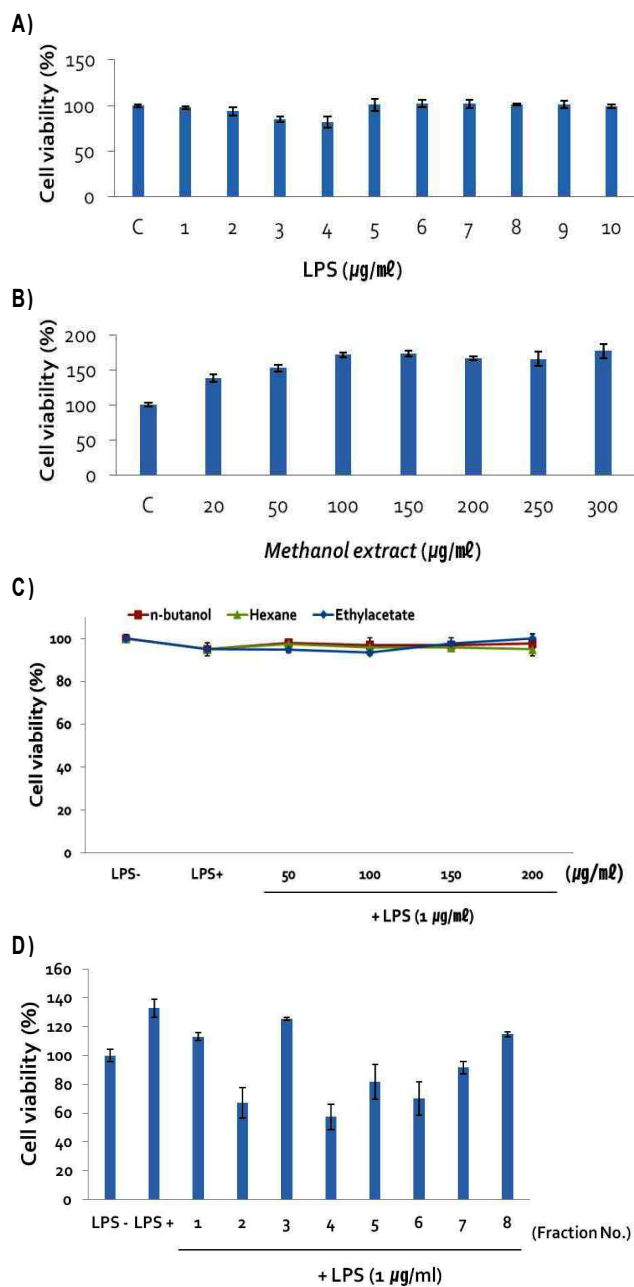 A)
Cell viability (%)
150
100
50
0
C 1 2 3 4 5 6 7 8 9 10
LPS (µg/㎖)
B)
Cell viability (%)
200
150
100
50
0
C 20 50 100 150 200 250 300
Methanol extract (µg/㎖)
C)
n-butanol Hexane Ethylacetate
Cell viability (%)
100
80
60
40
20
0
LPS- LPS+ 50 100 150 200 (µg/㎖)
+ LPS (1 µg/㎖)
D)
Cell viability (%)
160
140
120
100
80
60
40
20
0
LPS - LPS + 1 2 3 4 5 6 7 8 (Fraction No.)
+ LPS (1 µg/ml)